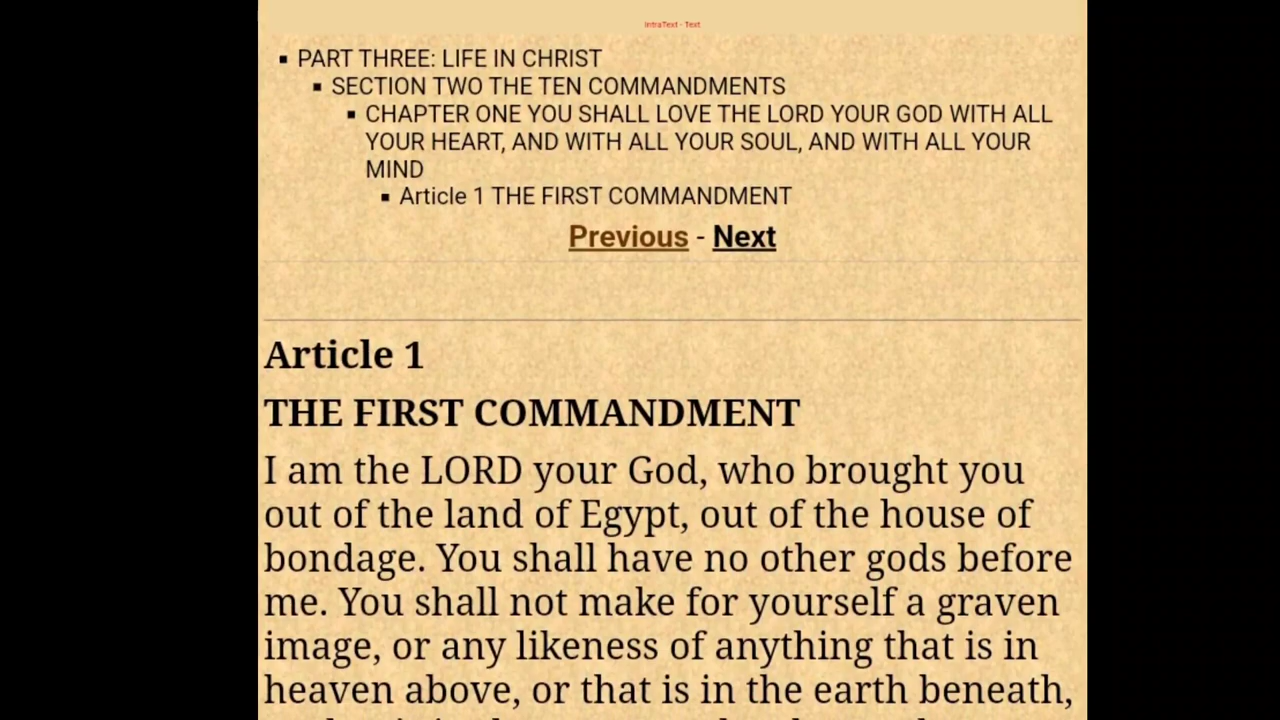 IntraText - Text
PART THREE: LIFE IN CHRIST
SECTION TWO THE TEN COMMANDMENTS
CHAPTER ONE YOU SHALL LOVE THE LORD YOUR GOD WITH ALL
YOUR HEART, AND WITH ALL YOUR SOUL, AND WITH ALL YOUR
MIND
Article 1 THE FIRST COMMANDMENT
Previous - Next
Article 1
THE FIRST COMMANDMENT
I am the LORD your God, who brought you
out of the land of Egypt, out of the house of
bondage. You shall have no other gods before
me. You shall not make for yourself a graven
image, or any likeness of anything that is in
heaven above, or that is in the earth beneath,